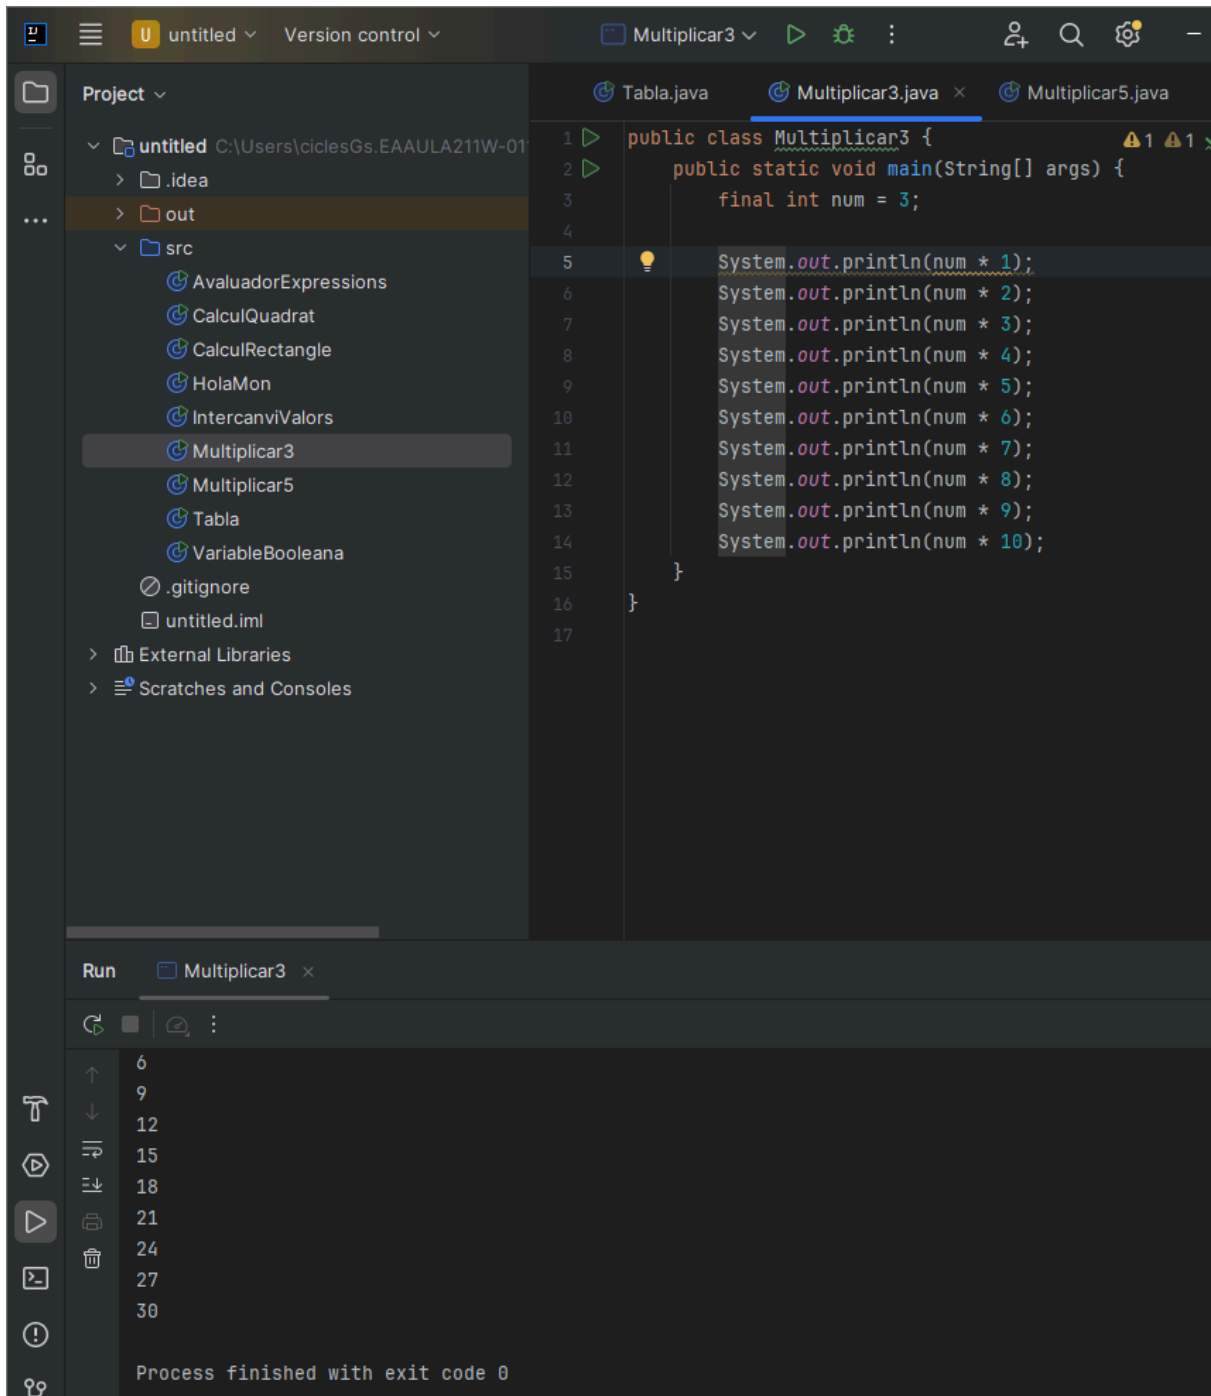 U untitled Version control Multiplicar3
Project
untitled C:\Users\ciclesGs.EAAULA211W-01
.idea
out
src
AvaluadorExpressions
CalculQuadrat
CalculRectangle
HolaMon
IntercanviValors
Multiplicar3
Multiplicar5
Tabla
VariableBooleana
.gitignore
untitled.iml
External Libraries
Scratches and Consoles
Tabla.java Multiplicar3.java Multiplicar5.java
1 public class Multiplicar3 { 1 1
2 public static void main(String[] args) {
3 final int num = 3;
4
5 System.out.println(num * 1);
6 System.out.println(num * 2);
7 System.out.println(num * 3);
8 System.out.println(num * 4);
9 System.out.println(num * 5);
10 System.out.println(num * 6);
11 System.out.println(num * 7);
12 System.out.println(num * 8);
13 System.out.println(num * 9);
14 System.out.println(num * 10);
15 }
16 }
17
Run Multiplicar3
6
9
12
15
18
21
24
27
30
Process finished with exit code 0